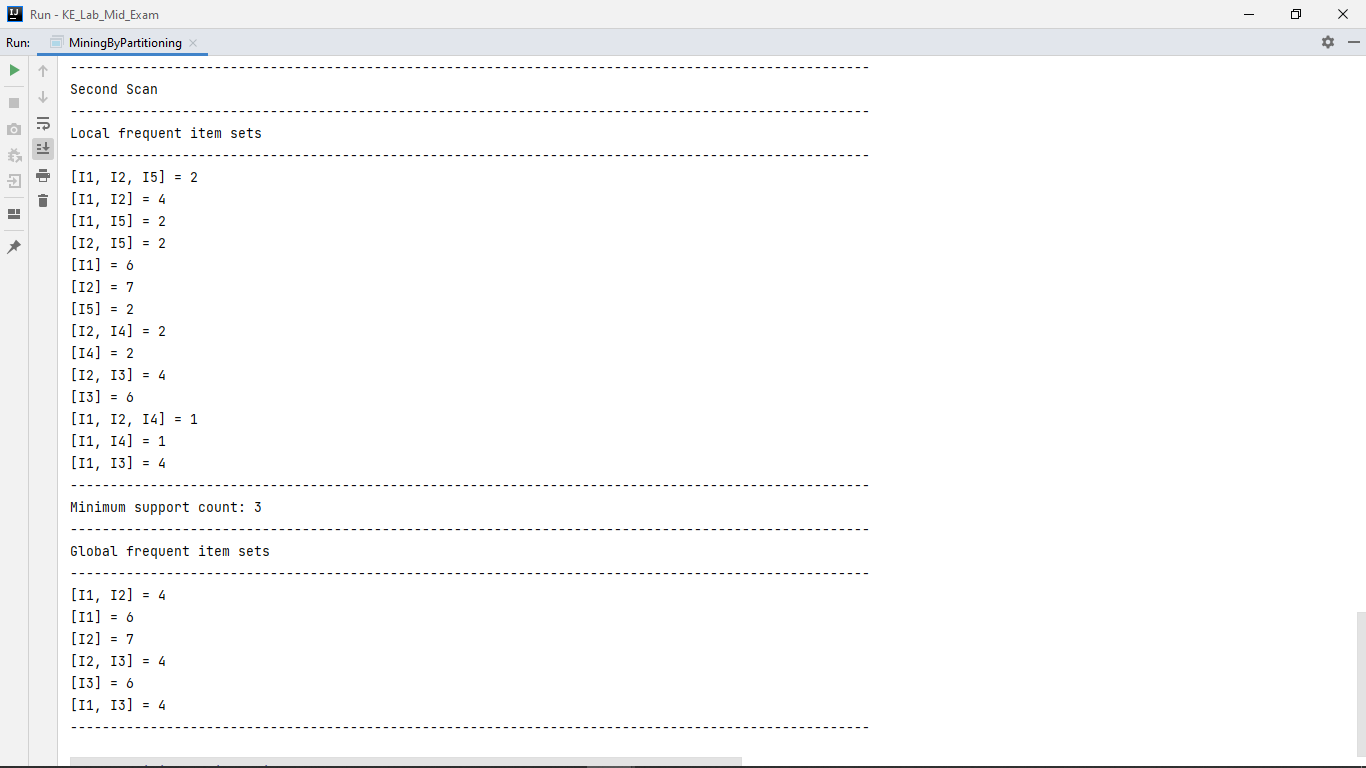 Run - KE_Lab_Mid_Exam
Run: MiningByPartitioning
----------------------------------------------------------------------------------------------------
Second Scan
----------------------------------------------------------------------------------------------------
Local frequent item sets
----------------------------------------------------------------------------------------------------
[I1, I2, I5] = 2
[I1, I2] = 4
[I1, I5] = 2
[I2, I5] = 2
[I1] = 6
[I2] = 7
[I5] = 2
[I2, I4] = 2
[I4] = 2
[I2, I3] = 4
[I3] = 6
[I1, I2, I4] = 1
[I1, I4] = 1
[I1, I3] = 4
----------------------------------------------------------------------------------------------------
Minimum support count: 3
----------------------------------------------------------------------------------------------------
Global frequent item sets
----------------------------------------------------------------------------------------------------
[I1, I2] = 4
[I1] = 6
[I2] = 7
[I2, I3] = 4
[I3] = 6
[I1, I3] = 4
----------------------------------------------------------------------------------------------------